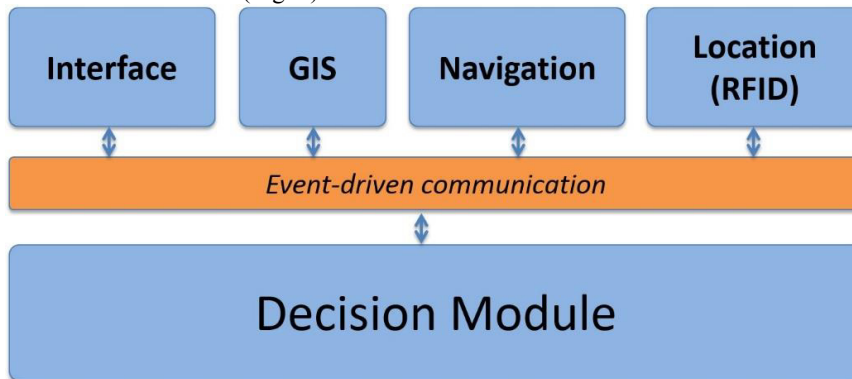 Interface
GIS
Navigation
Location
(RFID)
Event-driven communication
Decision Module